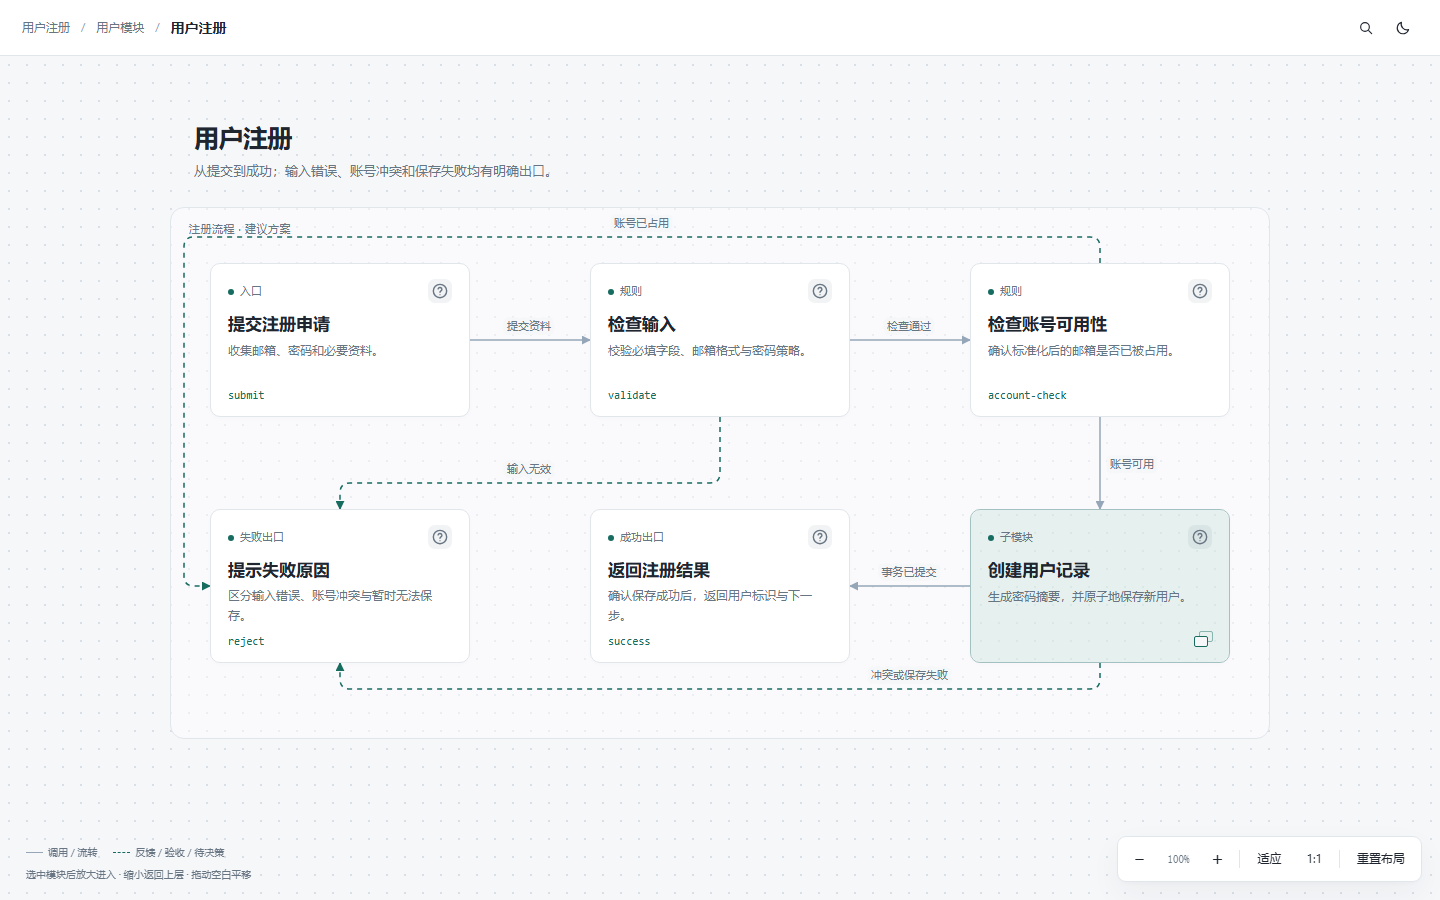 用户注册 / 用户模块 / 用户注册
用户注册
从提交到成功；输入错误、账号冲突和保存失败均有明确出口。
注册流程 · 建议方案
账号已占用
入口
提交注册申请
收集邮箱、密码和必要资料。
submit
提交资料
规则
检查输入
校验必填字段、邮箱格式与密码策略。
validate
检查通过
规则
检查账号可用性
确认标准化后的邮箱是否已被占用。
account-check
输入无效
账号可用
失败出口
提示失败原因
区分输入错误、账号冲突与暂时无法保
存。
reject
成功出口
返回注册结果
确认保存成功后，返回用户标识与下一
步。
success
事务已提交
子模块
创建用户记录
生成密码摘要，并原子地保存新用户。
冲突或保存失败
调用 / 流转 反馈 / 验收 / 待决策
选中模块后放大进入 · 缩小返回上层 · 拖动空白平移
− 100% + 适应 1:1 重置布局